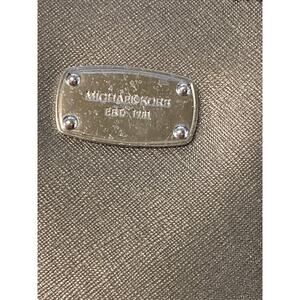 MICHAEL KORS
EST. 1981